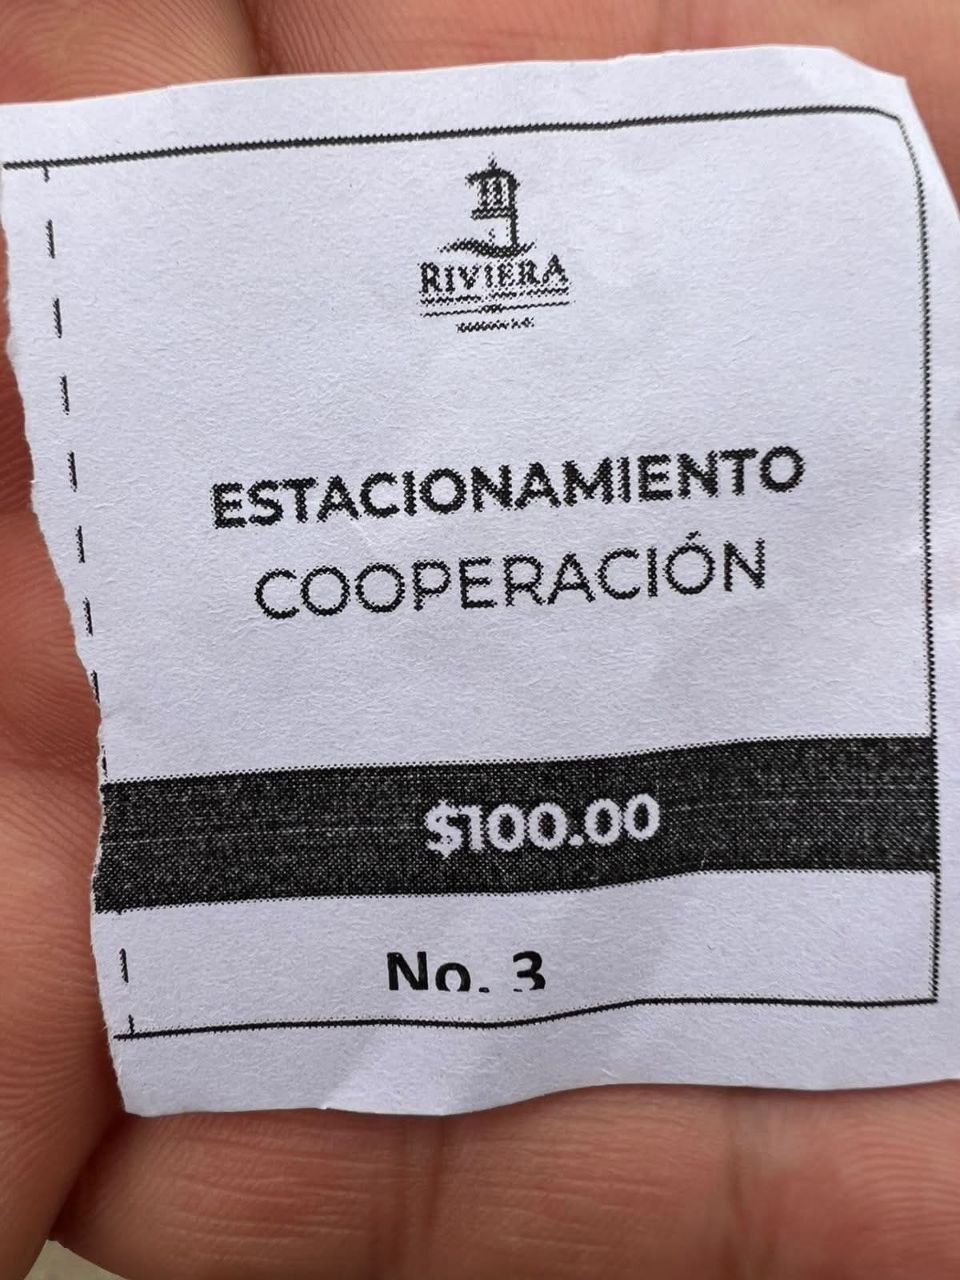 RIVIERA
ESTACIONAMIENTO
COOPERACIÓN
$100.00
No. 3